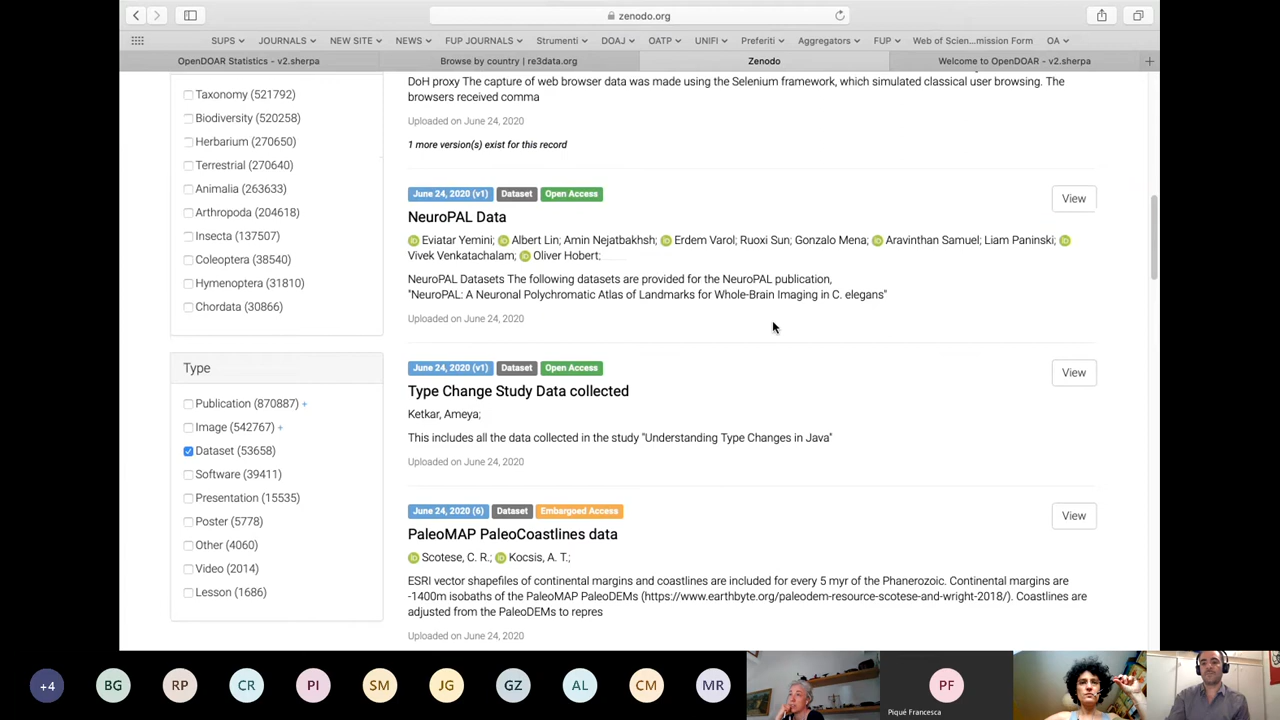 zenodo.org
SUPS JOURNALS NEW SITE NEWS FUP JOURNALS Strumenti DOAJ OATP UNIFI Preferiti Aggregators FUP Web of Scien...mission Form OA
OpenDOAR Statistics - v2.sherpa Browse by country | re3data.org Zenodo Welcome to OpenDOAR - v2.sherpa
Taxonomy (521792)
Biodiversity (520258)
Herbarium (270650)
Terrestrial (270640)
Animalia (263633)
Arthropoda (204618)
Insecta (137507)
Coleoptera (38540)
Hymenoptera (31810)
Chordata (30866)
Type
Publication (870887) +
Image (542767) +
Dataset (53658)
Software (39411)
Presentation (15535)
Poster (5778)
Other (4060)
Video (2014)
Lesson (1686)
DoH proxy The capture of web browser data was made using the Selenium framework, which simulated classical user browsing. The
browsers received comma
Uploaded on June 24, 2020
1 more version(s) exist for this record
June 24, 2020 (v1) Dataset Open Access
View
NeuroPAL Data
iD Eviatar Yemini; iD Albert Lin; Amin Nejatbakhsh; iD Erdem Varol; Ruoxi Sun; Gonzalo Mena; iD Aravinthan Samuel; Liam Paninski; iD
Vivek Venkatachalam; iD Oliver Hobert;
NeuroPAL Datasets The following datasets are provided for the NeuroPAL publication,
"NeuroPAL: A Neuronal Polychromatic Atlas of Landmarks for Whole-Brain Imaging in C. elegans"
Uploaded on June 24, 2020
June 24, 2020 (v1) Dataset Open Access
View
Type Change Study Data collected
Ketkar, Ameya;
This includes all the data collected in the study "Understanding Type Changes in Java"
Uploaded on June 24, 2020
June 24, 2020 (6) Dataset Embargoed Access
View
PaleoMAP PaleoCoastlines data
iD Scotese, C. R.; iD Kocsis, A. T.;
ESRI vector shapefiles of continental margins and coastlines are included for every 5 myr of the Phanerozoic. Continental margins are
-1400m isobaths of the PaleoMAP PaleoDEMs (https://www.earthbyte.org/paleodem-resource-scotese-and-wright-2018/). Coastlines are
adjusted from the PaleoDEMs to repres
Uploaded on June 24, 2020
+4 BG RP CR PI SM JG GZ AL CM MR PF
Piqué Francesca